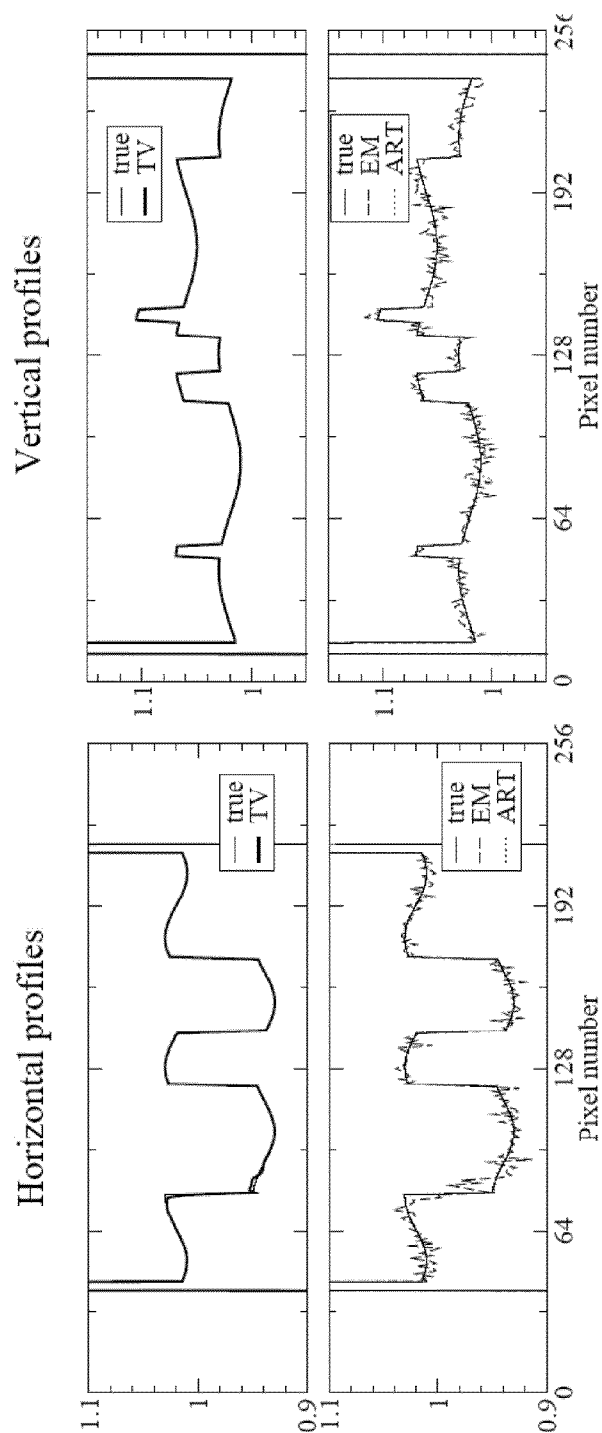 Horizontal profiles
1.1
1
0.9
true
TV
1.1
1
0.9
true
EM
ART
0
64
128
192
256
Pixel number
Vertical profiles
1.1
1
true
TV
1.1
1
true
EM
ART
0
64
128
192
256
Pixel number